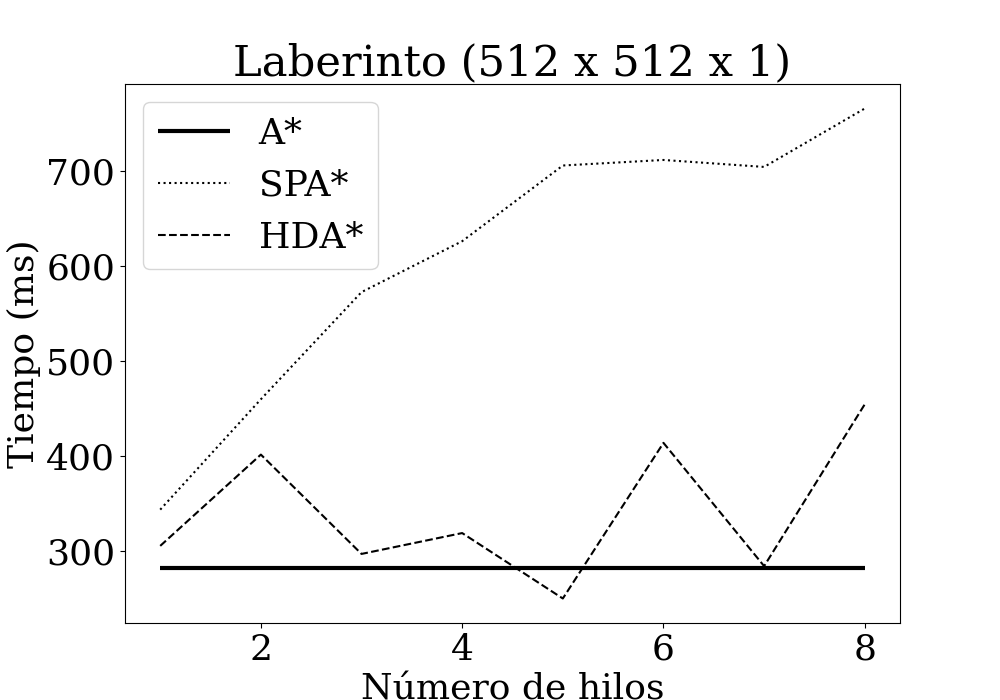 Laberinto (512 x 512 x 1)
A*
SPA*
HDA*
700
600
500
400
300
Tiempo (ms)
2
4
6
8
Número de hilos